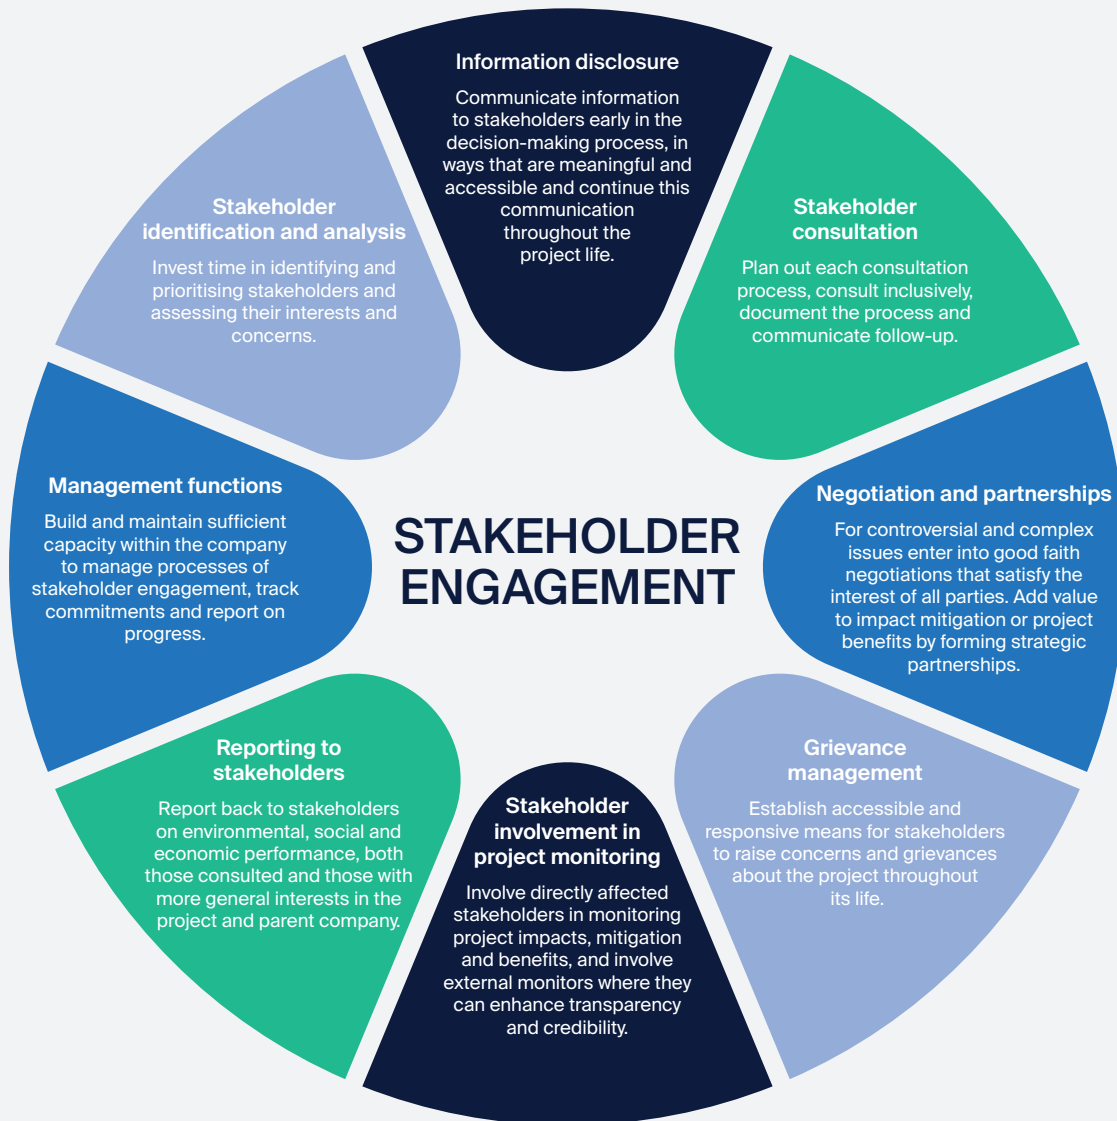 Information disclosure
Communicate information
to stakeholders early in the
decision-making process, in
ways that are meaningful and
accessible and continue this
communication
throughout the
project life.
Stakeholder
consultation
Plan out each consultation
process, consult inclusively,
document the process and
communicate follow-up.
Negotiation and partnerships
For controversial and complex
issues enter into good faith
negotiations that satisfy the
interest of all parties. Add value
to impact mitigation or project
benefits by forming strategic
partnerships.
Grievance
management
Establish accessible and
responsive means for stakeholders
to raise concerns and grievances
about the project throughout
its life.
Stakeholder
involvement in
project monitoring
Involve directly affected
stakeholders in monitoring
project impacts, mitigation
and benefits, and involve
external monitors where they
can enhance transparency
and credibility.
Reporting to
stakeholders
Report back to stakeholders
on environmental, social and
economic performance, both
those consulted and those with
more general interests in the
project and parent company.
Management functions
Build and maintain sufficient
capacity within the company
to manage processes of
stakeholder engagement, track
commitments and report on
progress.
Stakeholder
identification and analysis
Invest time in identifying and
prioritising stakeholders and
assessing their interests and
concerns.
STAKEHOLDER
ENGAGEMENT